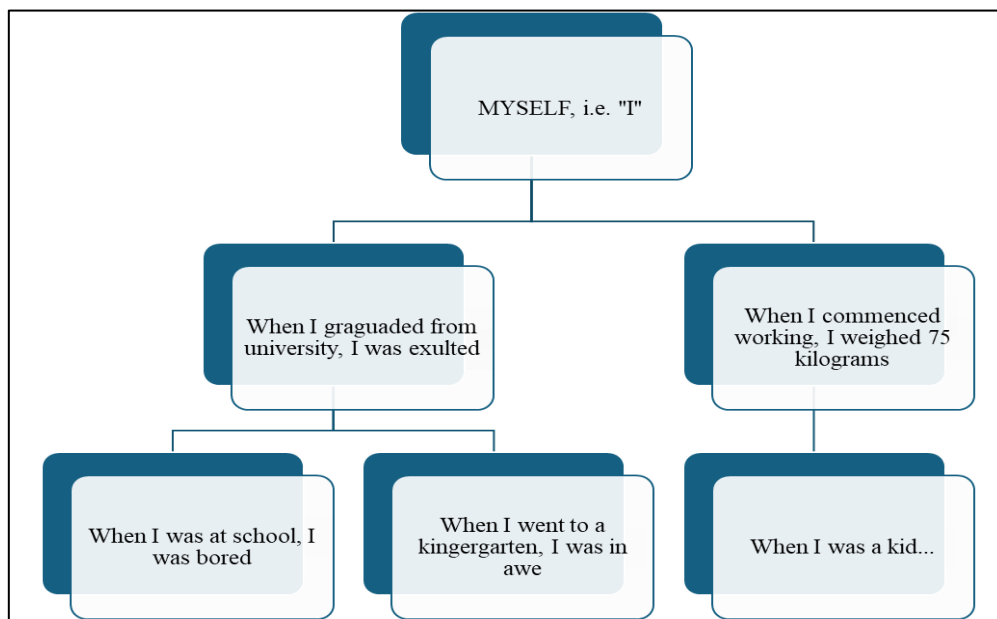 MYSELF, i.e. "I"
When I graguaded from
university, I was exulted
When I commenced
working, I weighed 75
kilograms
When I was at school, I
was bored
When I went to a
kingergarten, I was in
awe
When I was a kid...